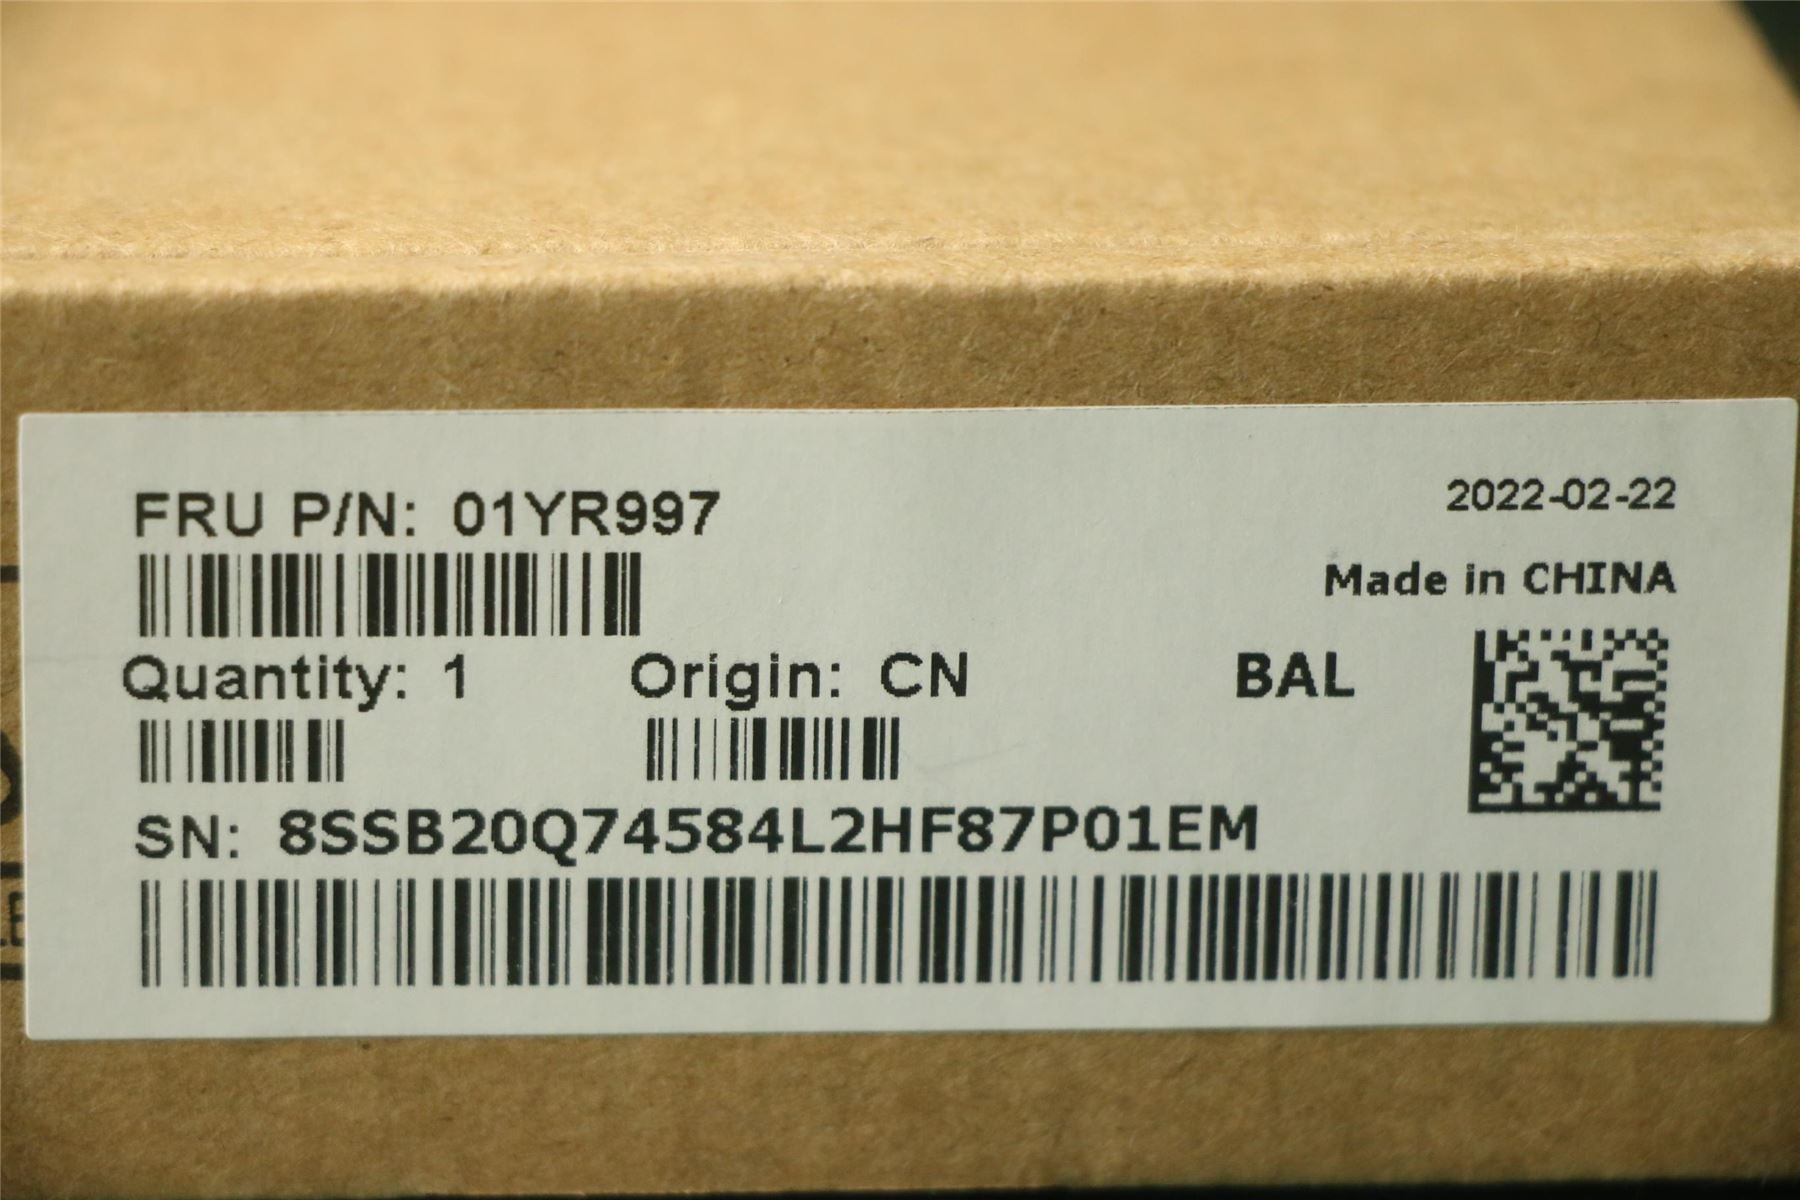 FRU P/N: 01YR997
2022-02-22
Made in CHINA
Quantity: 1 Origin: CN BAL
SN: 8SSB20Q74584L2HF87P01EM